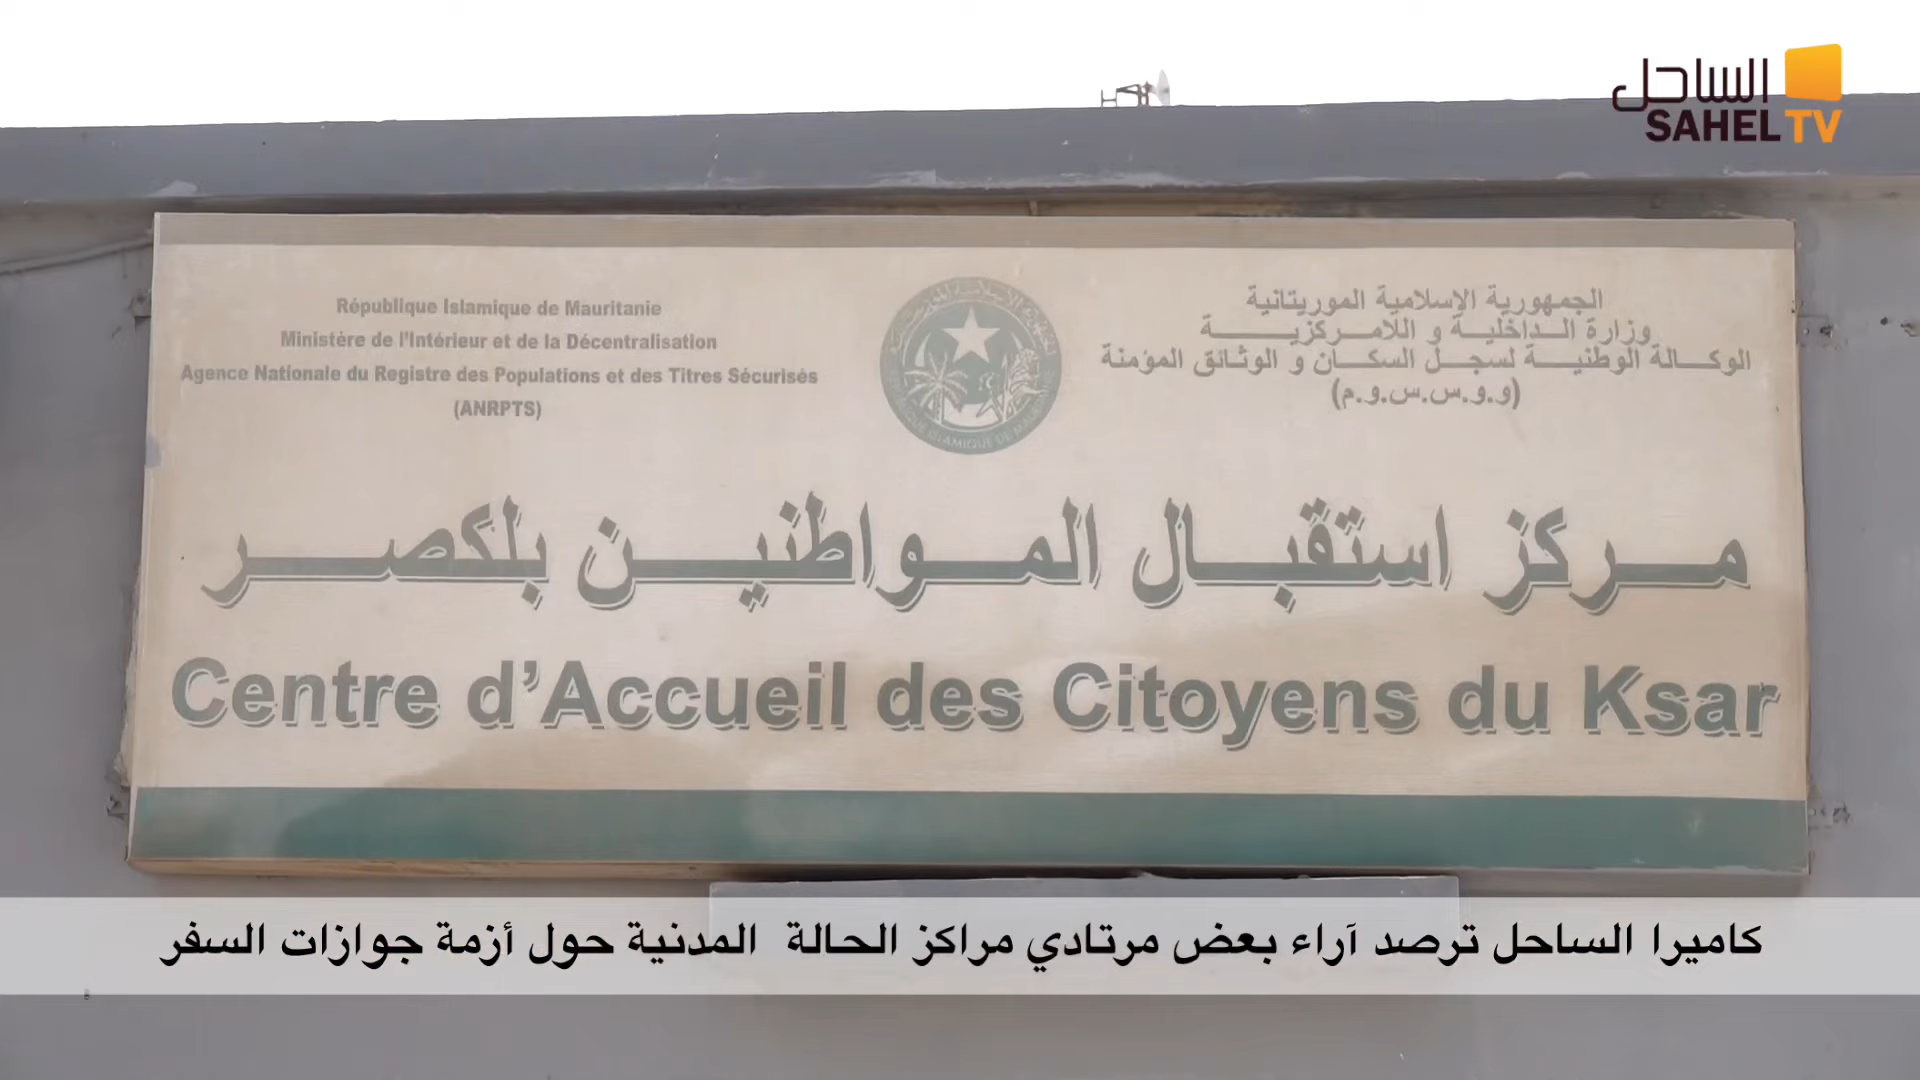 الساحل
SAHEL TV
République Islamique de Mauritanie
Ministère de l'Intérieur et de la Décentralisation
Agence Nationale du Registre des Populations et des Titres Sécurisés
(ANRPTS)
الجمهورية الإسلامية الموريتانية
وزارة الداخلية و اللامركزية
الوكالة الوطنية لسجل السكان و الوثائق المؤمنة
(و.و.س.س.و.م)
مركز استقبال المواطنين بلكصر
Centre d'Accueil des Citoyens du Ksar
كاميرا الساحل ترصد آراء بعض مرتادي مراكز الحالة المدنية حول أزمة جوازات السفر